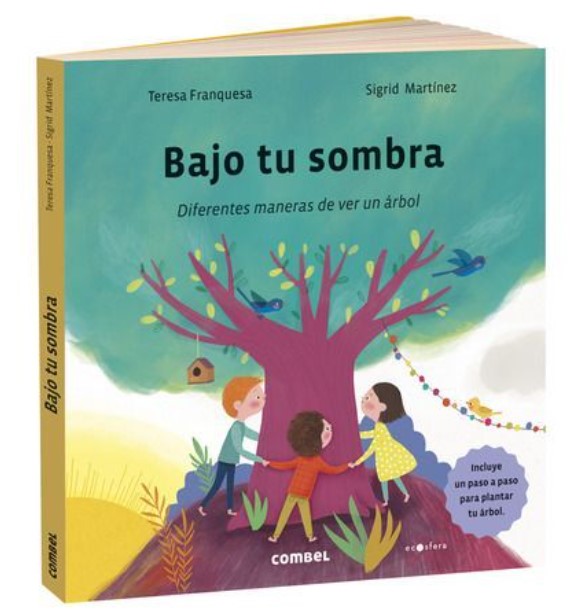 Teresa Franquesa · Sigrid Martínez
Bajo tu sombra
comBeL
Teresa Franquesa
Sigrid Martínez
Bajo tu sombra
Diferentes maneras de ver un árbol
Incluye
un paso a paso
para plantar
tu árbol.
comBeL
ecosfera